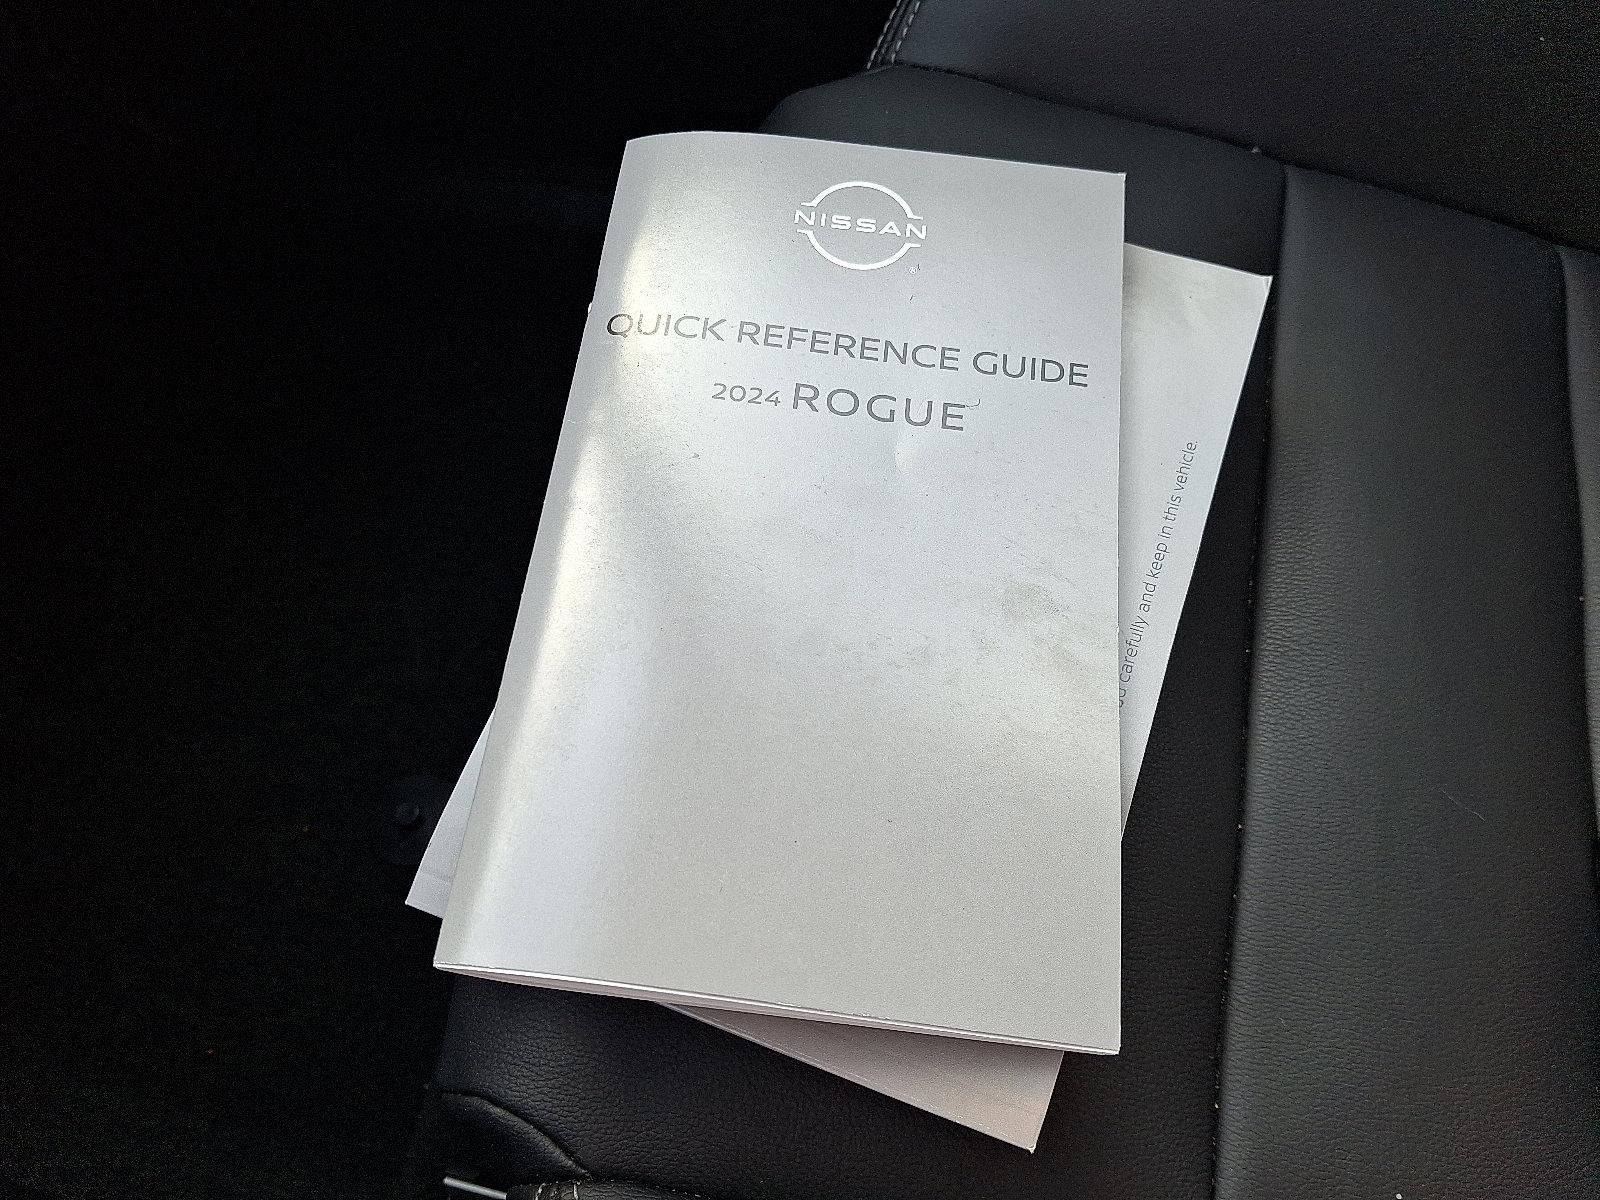 NISSAN
QUICK REFERENCE GUIDE
2024 ROGUE
carefully and keep in this vehicle.